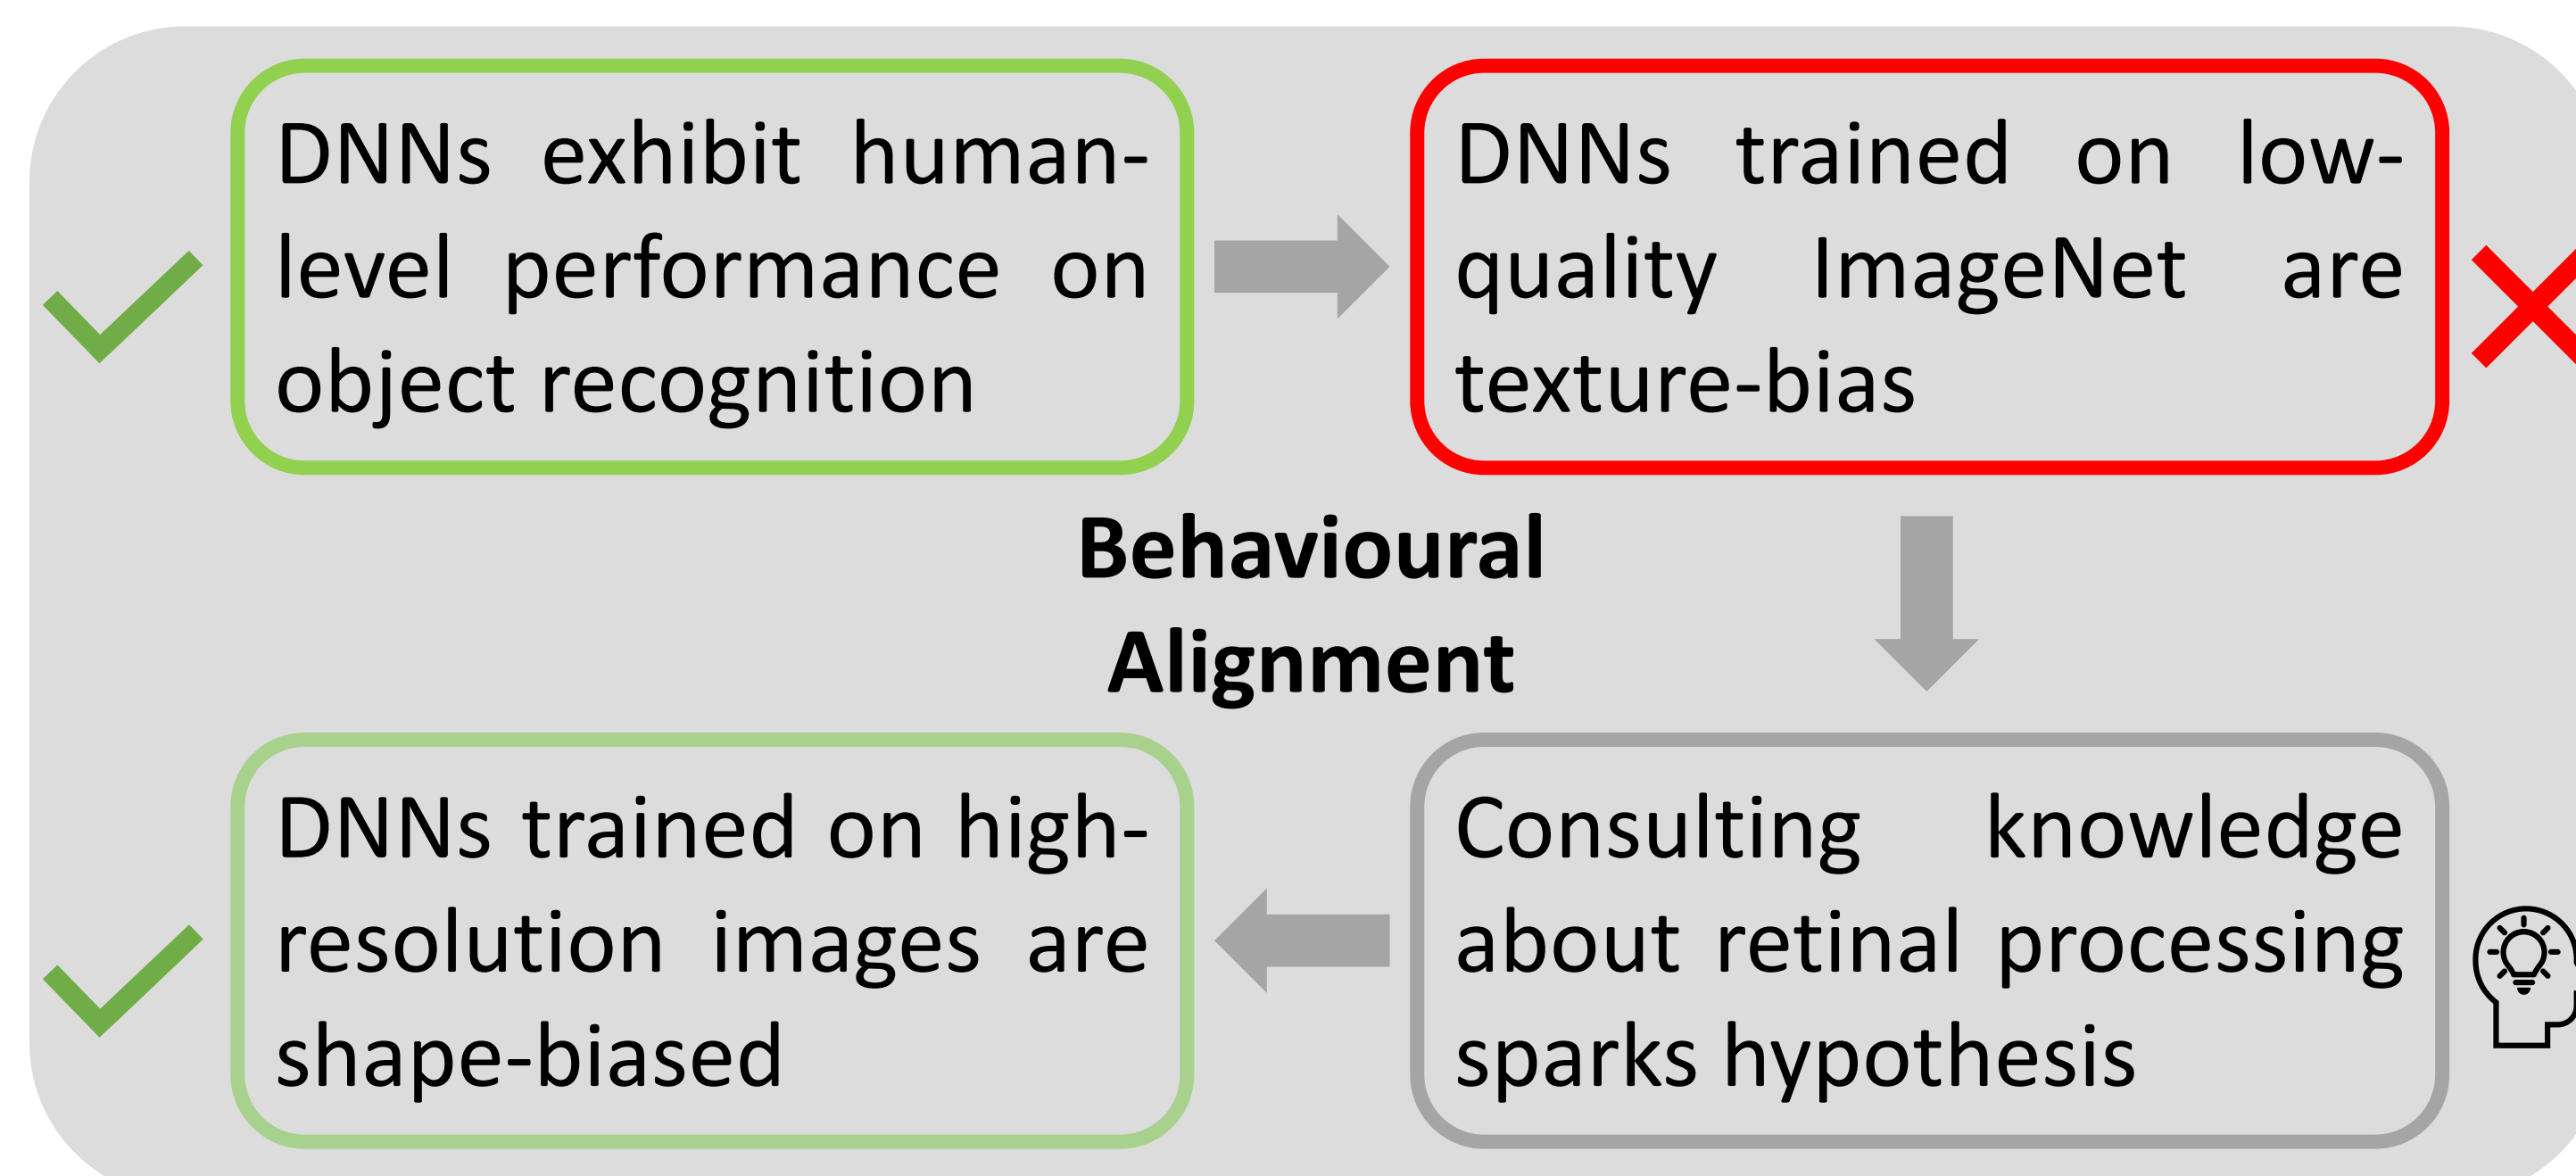 DNNs exhibit human-
level performance on
object recognition
DNNs trained on low-
quality ImageNet are
texture-bias
Behavioural
Alignment
DNNs trained on high-
resolution images are
shape-biased
Consulting knowledge
about retinal processing
sparks hypothesis